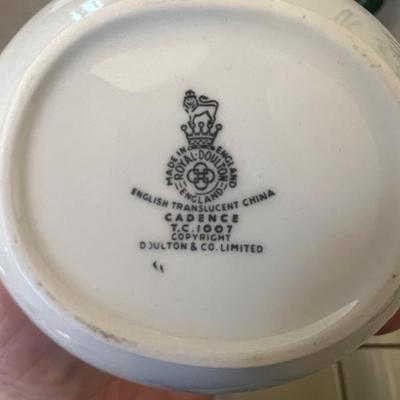 MADE IN ENGLAND
ROYAL·DOULTON
ENGLAND
ENGLISH TRANSLUCENT CHINA
CADENCE
T.C.1007
COPYRIGHT
DOULTON & CO. LIMITED